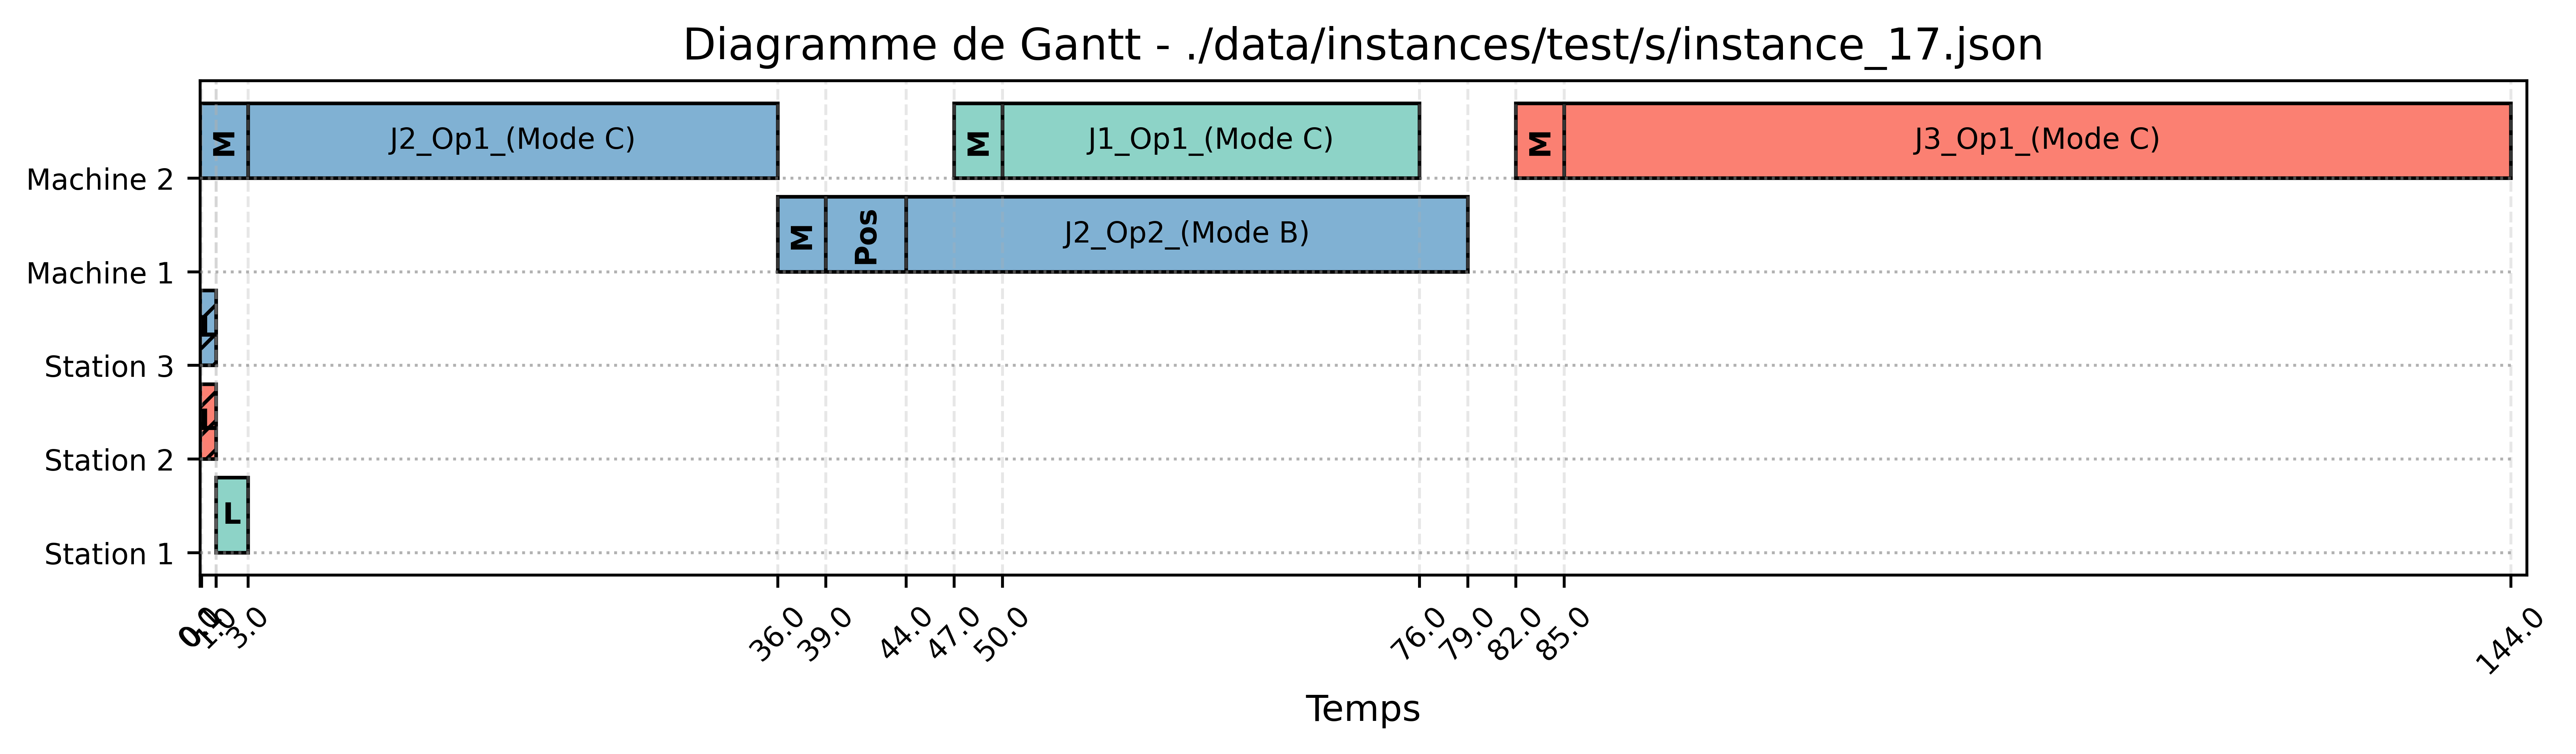 Diagramme de Gantt - ./data/instances/test/s/instance_17.json
M J2_Op1_(Mode C) M J1_Op1_(Mode C) M J3_Op1_(Mode C)
Machine 2
M Pos J2_Op2_(Mode B)
Machine 1
L
Station 3
L
Station 2
L
Station 1
1.0 3.0 36.0 39.0 44.0 47.0 50.0 76.0 79.0 82.0 85.0 144.0
Temps